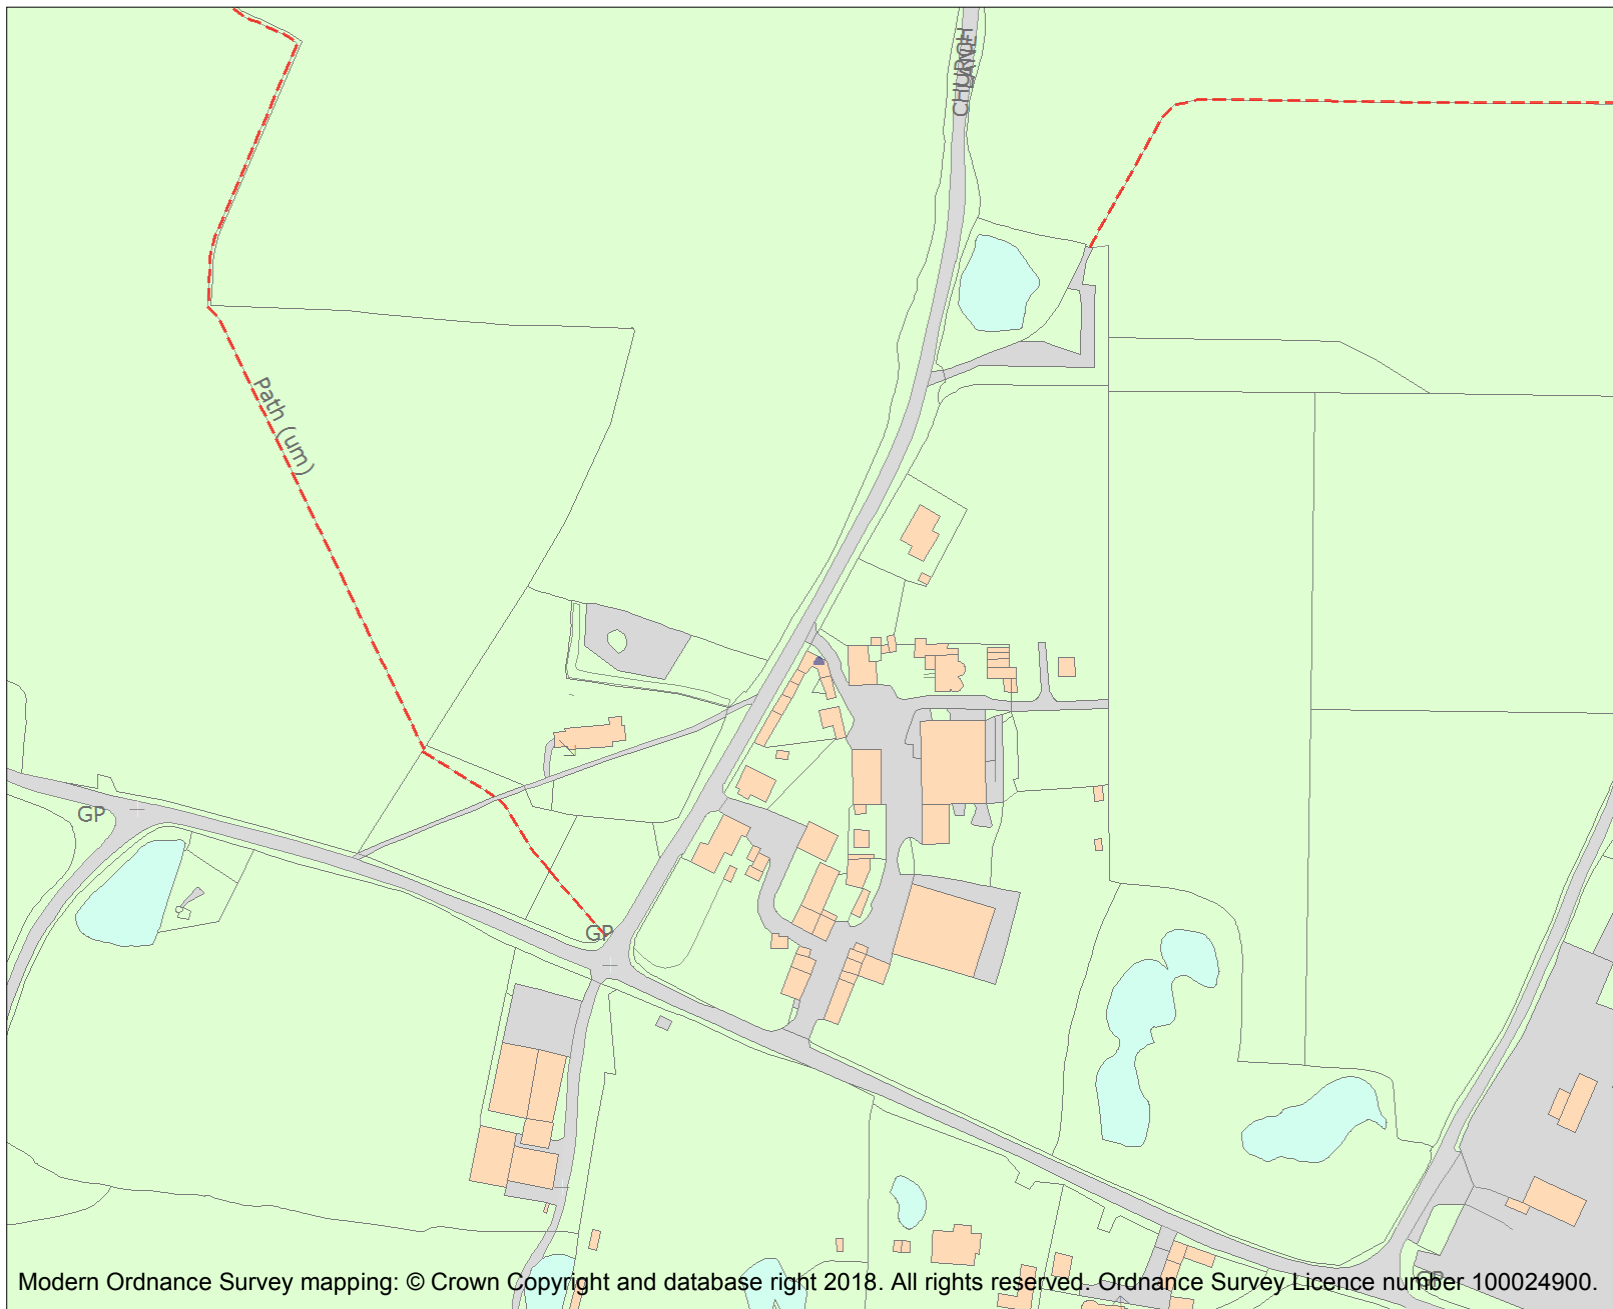 CHURCH
Path (um)
GP
GP
GP
Modern Ordnance Survey mapping: © Crown Copyright and database right 2018. All rights reserved. Ordnance Survey Licence number 100024900.